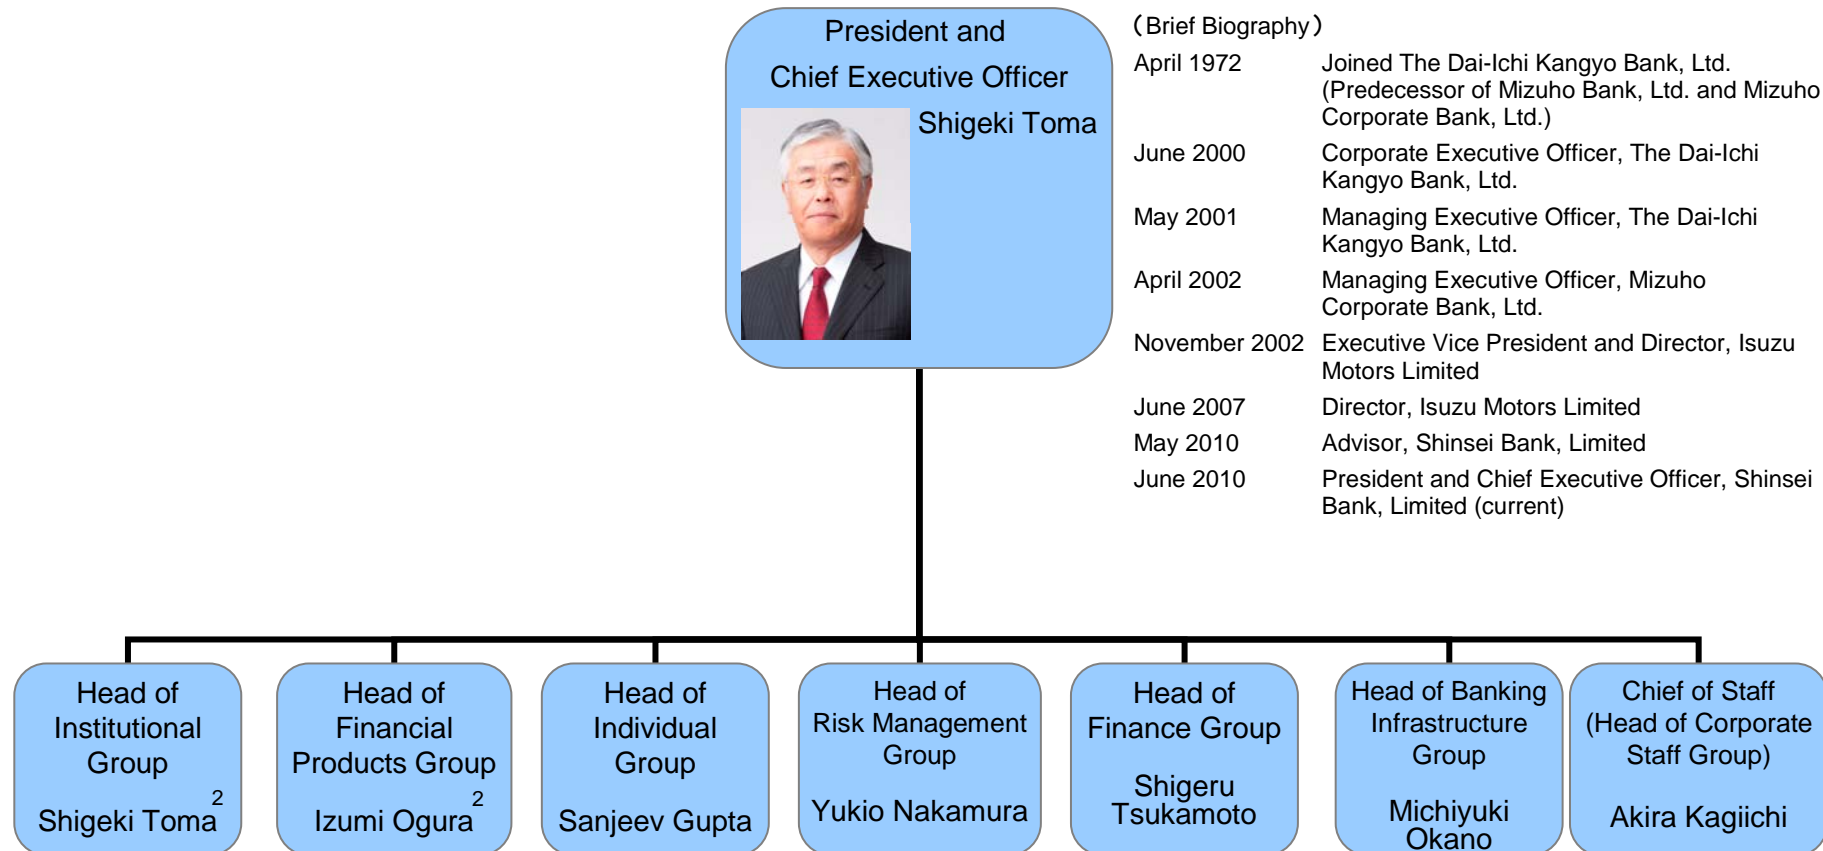 President and
Chief Executive Officer
Shigeki Toma
(Brief Biography)
April 1972 Joined The Dai-Ichi Kangyo Bank, Ltd.
(Predecessor of Mizuho Bank, Ltd. and Mizuho
Corporate Bank, Ltd.)
June 2000 Corporate Executive Officer, The Dai-Ichi
Kangyo Bank, Ltd.
May 2001 Managing Executive Officer, The Dai-Ichi
Kangyo Bank, Ltd.
April 2002 Managing Executive Officer, Mizuho
Corporate Bank, Ltd.
November 2002 Executive Vice President and Director, Isuzu
Motors Limited
June 2007 Director, Isuzu Motors Limited
May 2010 Advisor, Shinsei Bank, Limited
June 2010 President and Chief Executive Officer, Shinsei
Bank, Limited (current)
Head of
Institutional
Group
Shigeki Toma 2
Head of
Financial
Products Group
Izumi Ogura 2
Head of
Individual
Group
Sanjeev Gupta
Head of
Risk Management
Group
Yukio Nakamura
Head of
Finance Group
Shigeru
Tsukamoto
Head of Banking
Infrastructure
Group
Michiyuki
Okano
Chief of Staff
(Head of Corporate
Staff Group)
Akira Kagiichi